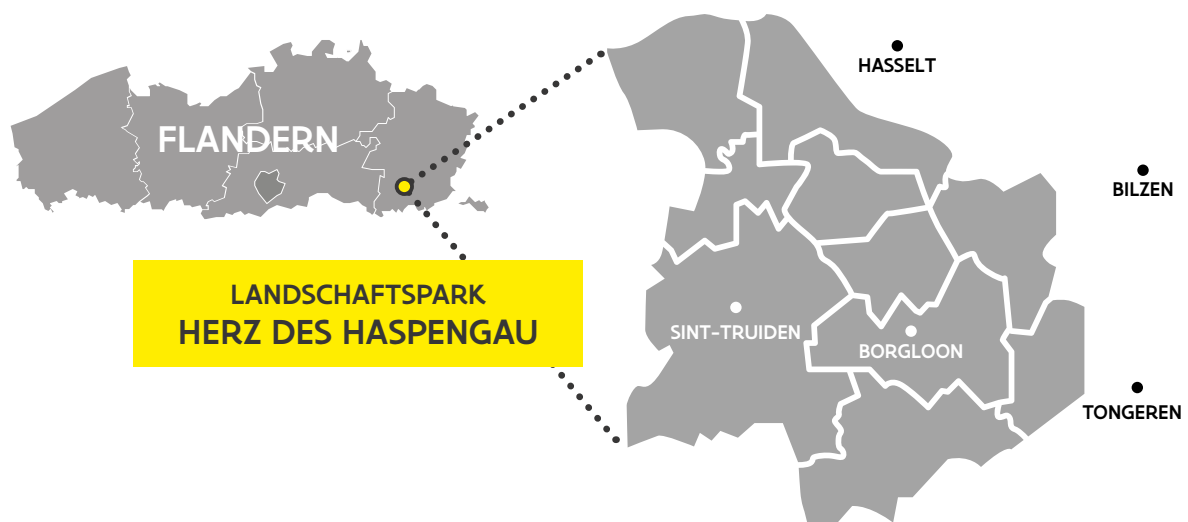 FLANDERN
LANDSCHAFTSPARK
HERZ DES HASPENGAU
HASSELT
BILZEN
SINT-TRUIDEN
BORGLOON
TONGEREN